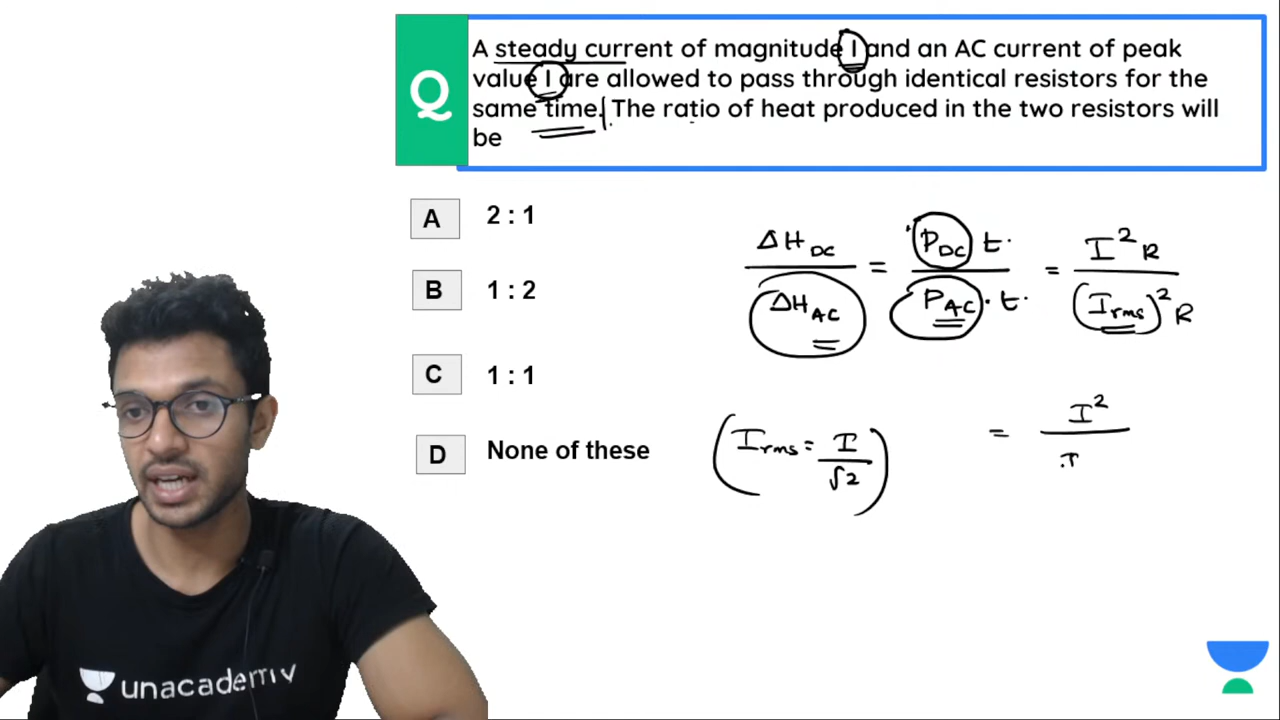 Q
A steady current of magnitude I and an AC current of peak
value I are allowed to pass through identical resistors for the
same time. The ratio of heat produced in the two resistors will
be
A 2 : 1
B 1 : 2
C 1 : 1
D None of these
ΔH_DC / ΔH_AC = P_DC t. / P_AC . t. = I² R / (I_rms)² R
(I_rms = I / √2) = I² /
unacademy